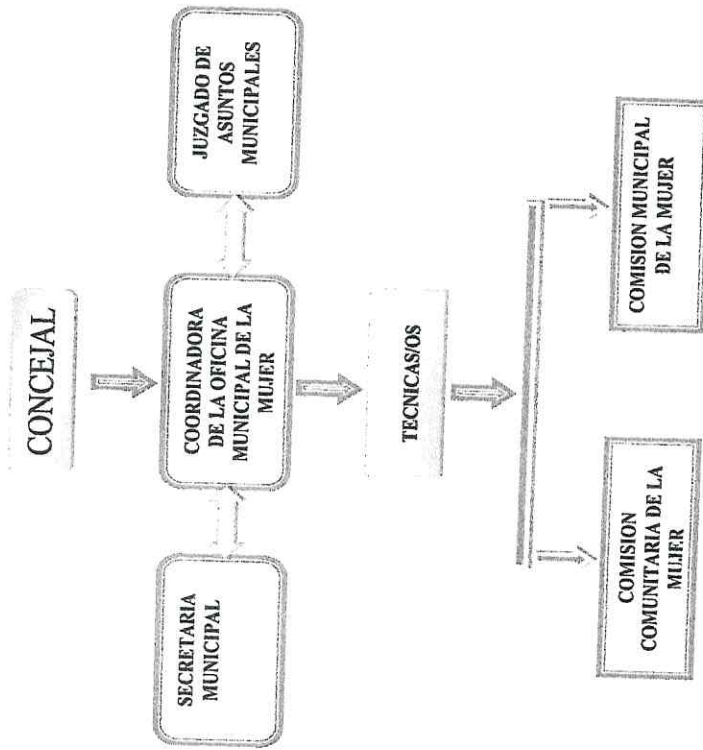 CONCEJAL
SECRETARIA
MUNICIPAL
COORDINADORA
DE LA OFICINA
MUNICIPAL DE LA
MUJER
JUZGADO DE
ASUNTOS
MUNICIPALES
TECNICAS/OS
COMISION
COMUNITARIA DE LA
MUJER
COMISION MUNICIPAL
DE LA MUJER